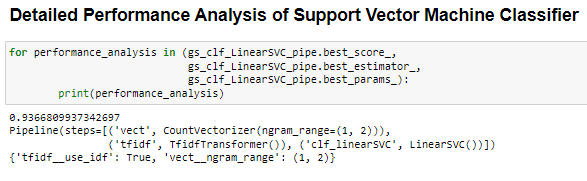 Detailed Performance Analysis of Support Vector Machine Classifier
for performance_analysis in (gs_clf_LinearSVC_pipe.best_score_,
gs_clf_LinearSVC_pipe.best_estimator_,
gs_clf_LinearSVC_pipe.best_params_):
print(performance_analysis)
0.9366809937342697
Pipeline(steps=[('vect', CountVectorizer(ngram_range=(1, 2))),
('tfidf', TfidfTransformer()), ('clf_linearSVC', LinearSVC())])
{'tfidf__use_idf': True, 'vect__ngram_range': (1, 2)}